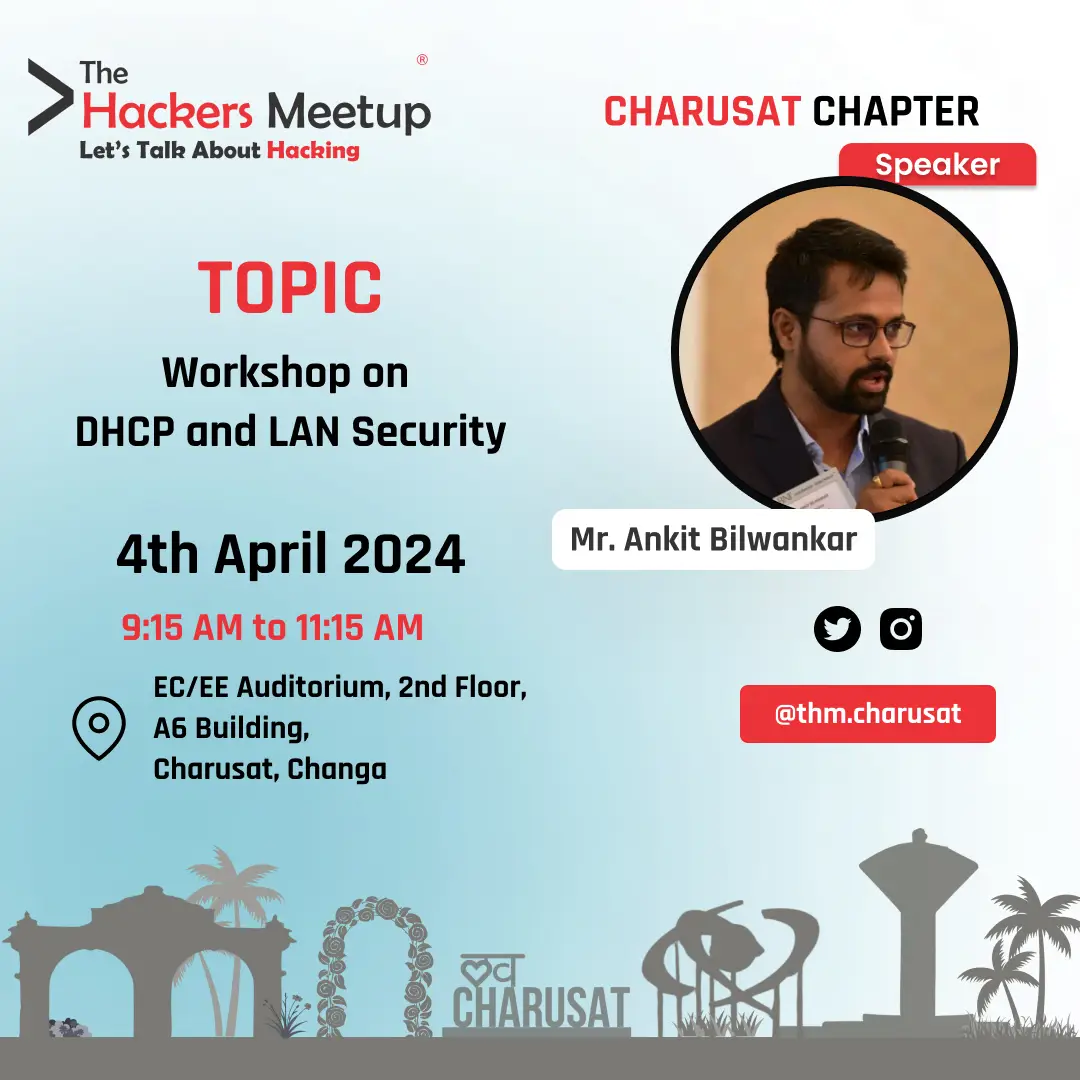 The
Hackers Meetup
®
Let's Talk About Hacking
CHARUSAT CHAPTER
Speaker
TOPIC
Workshop on
DHCP and LAN Security
Mr. Ankit Bilwankar
4th April 2024
9:15 AM to 11:15 AM
EC/EE Auditorium, 2nd Floor,
A6 Building,
Charusat, Changa
@thm.charusat
लव
CHARUSAT